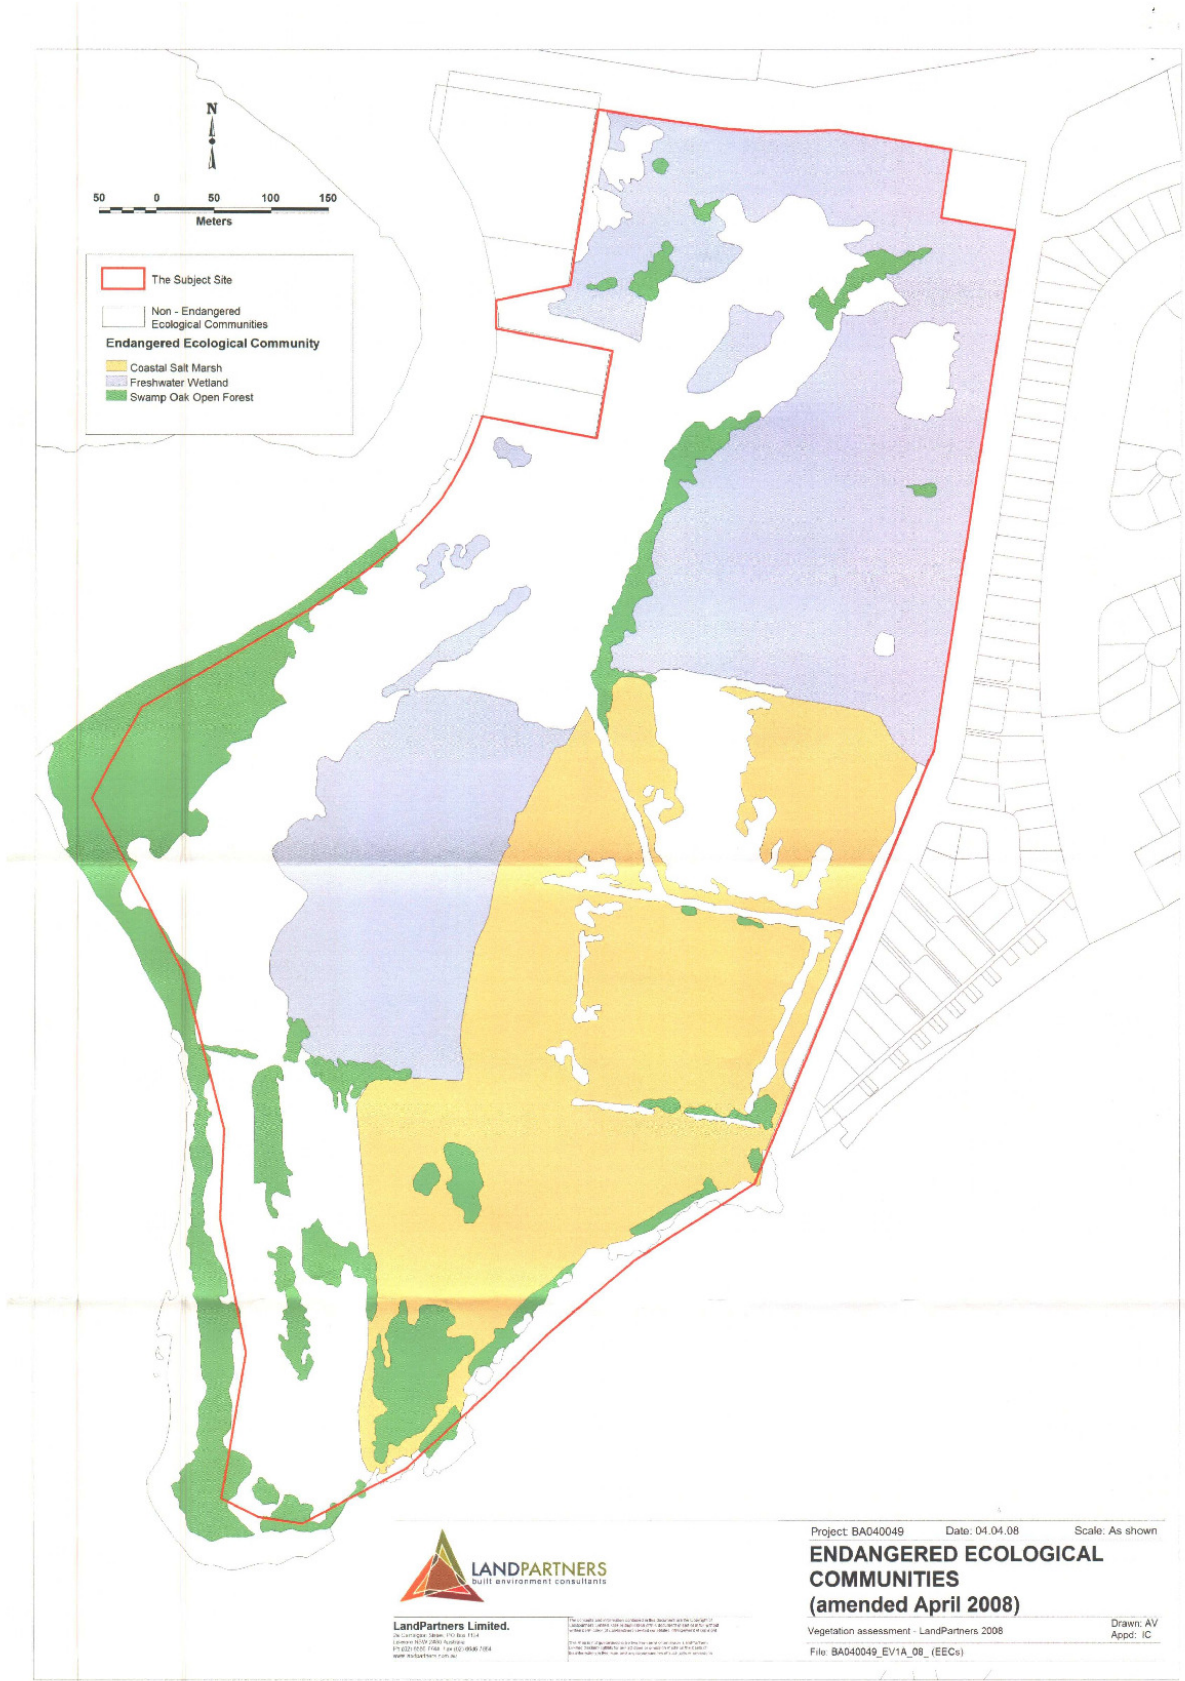 N
50 0 50 100 150
Meters
The Subject Site
Non - Endangered
Ecological Communities
Endangered Ecological Community
Coastal Salt Marsh
Freshwater Wetland
Swamp Oak Open Forest
LANDPARTNERS
built environment consultants
LandPartners Limited.
Project: BA040049 Date: 04.04.08 Scale: As shown
ENDANGERED ECOLOGICAL
COMMUNITIES
(amended April 2008)
Vegetation assessment - LandPartners 2008
Drawn: AV
Appd: IC
File: BA040049_EV1A_08_ (EECs)